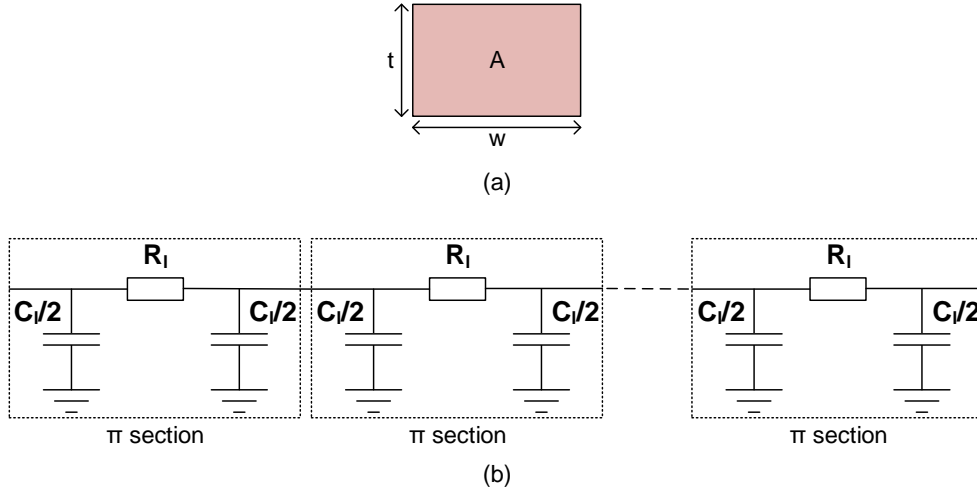 t
A
w
(a)
Rₗ Rₗ Rₗ
Cₗ/2 Cₗ/2 Cₗ/2 Cₗ/2 Cₗ/2 Cₗ/2
π section π section π section
(b)